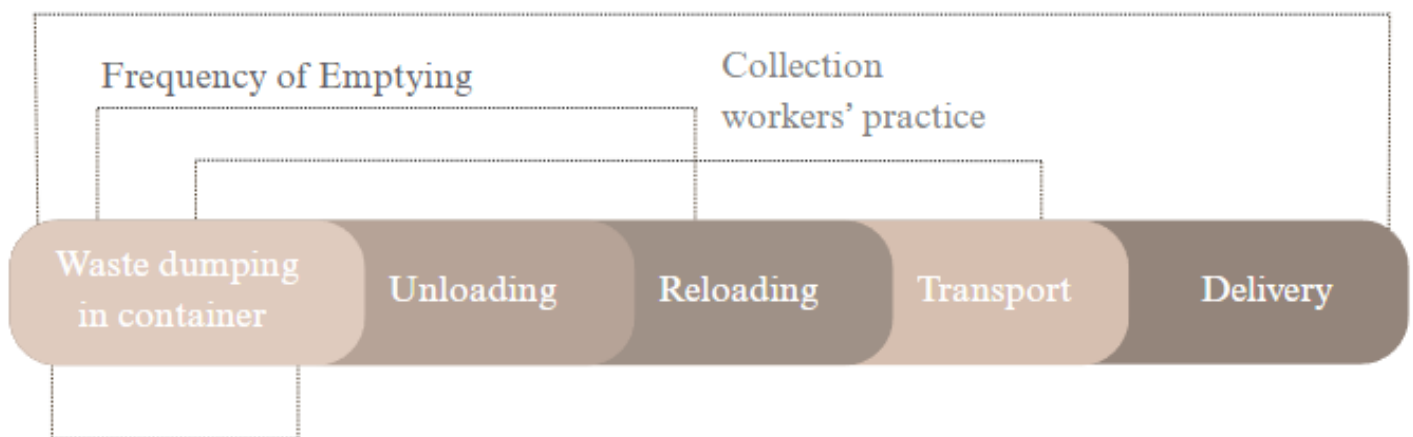 Frequency of Emptying
Collection
workers’ practice
Waste dumping
in container
Unloading
Reloading
Transport
Delivery